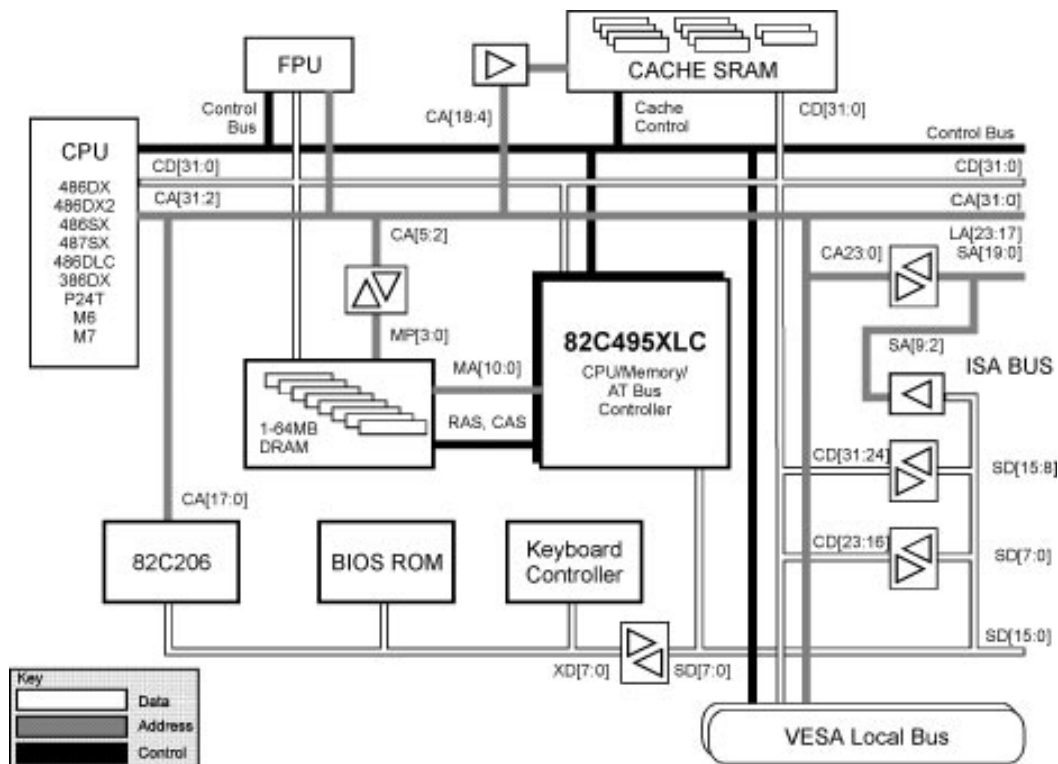 FPU
CACHE SRAM
Control
Bus
CA[18:4]
Cache
Control
CD[31:0]
Control Bus
CPU
486DX
486DX2
486SX
487SX
486DLC
386DX
P24T
M6
M7
CD[31:0]
CD[31:0]
CA[31:2]
CA[31:0]
CA[5:2]
LA[23:17]
CA23:0]
SA[19:0]
MP[3:0]
82C495XLC
CPU/Memory/
AT Bus
Controller
SA[9:2]
ISA BUS
MA[10:0]
1-64MB
DRAM
RAS, CAS
CD[31:24]
SD[15:8]
CA[17:0]
82C206
BIOS ROM
Keyboard
Controller
CD[23:16]
SD[7:0]
SD[15:0]
XD[7:0]
SD[7:0]
Key
Data
Address
Control
VESA Local Bus